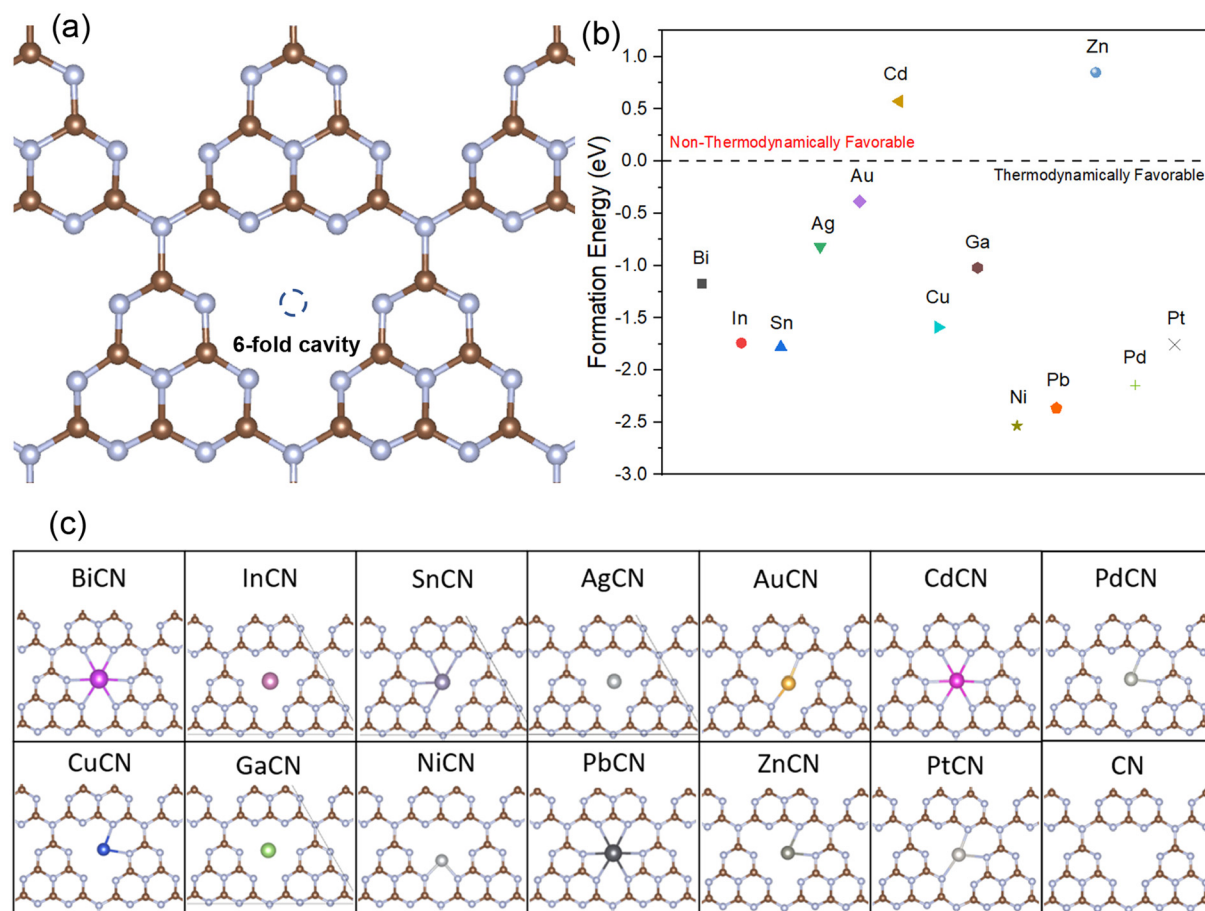 (a)
6-fold cavity
(b)
Formation Energy (eV)
1.0
0.5
0.0
-0.5
-1.0
-1.5
-2.0
-2.5
-3.0
Zn
Cd
Non-Thermodynamically Favorable
Thermodynamically Favorable
Au
Ag
Bi
Ga
In
Sn
Cu
Pt
Pd
Ni
Pb
(c)
BiCN
InCN
SnCN
AgCN
AuCN
CdCN
PdCN
CuCN
GaCN
NiCN
PbCN
ZnCN
PtCN
CN